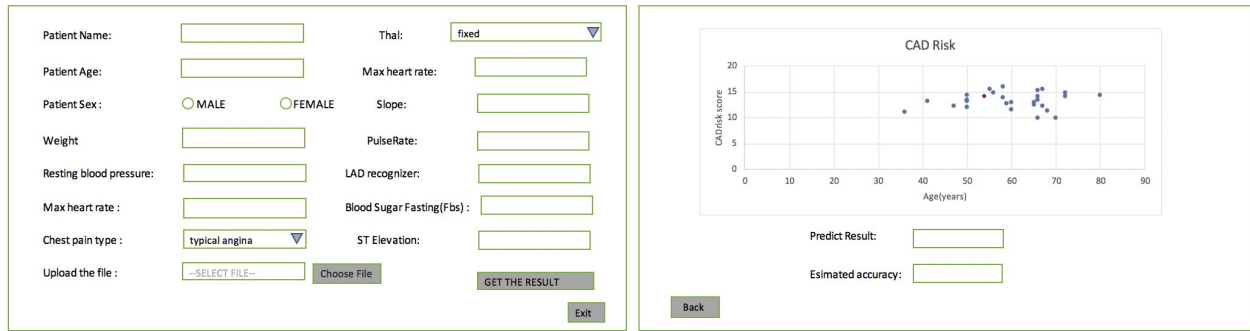 Patient Name:
Thal:
fixed
Patient Age:
Max heart rate:
Patient Sex :
MALE
FEMALE
Slope:
Weight
PulseRate:
Resting blood pressure:
LAD recognizer:
Max heart rate :
Blood Sugar Fasting(Fbs) :
Chest pain type :
typical angina
ST Elevation:
Upload the file :
--SELECT FILE--
Choose File
GET THE RESULT
Exit
CAD Risk
CADrisk score
20
15
10
5
0
0 10 20 30 40 50 60 70 80 90
Age(years)
Predict Result:
Esimated accuracy:
Back